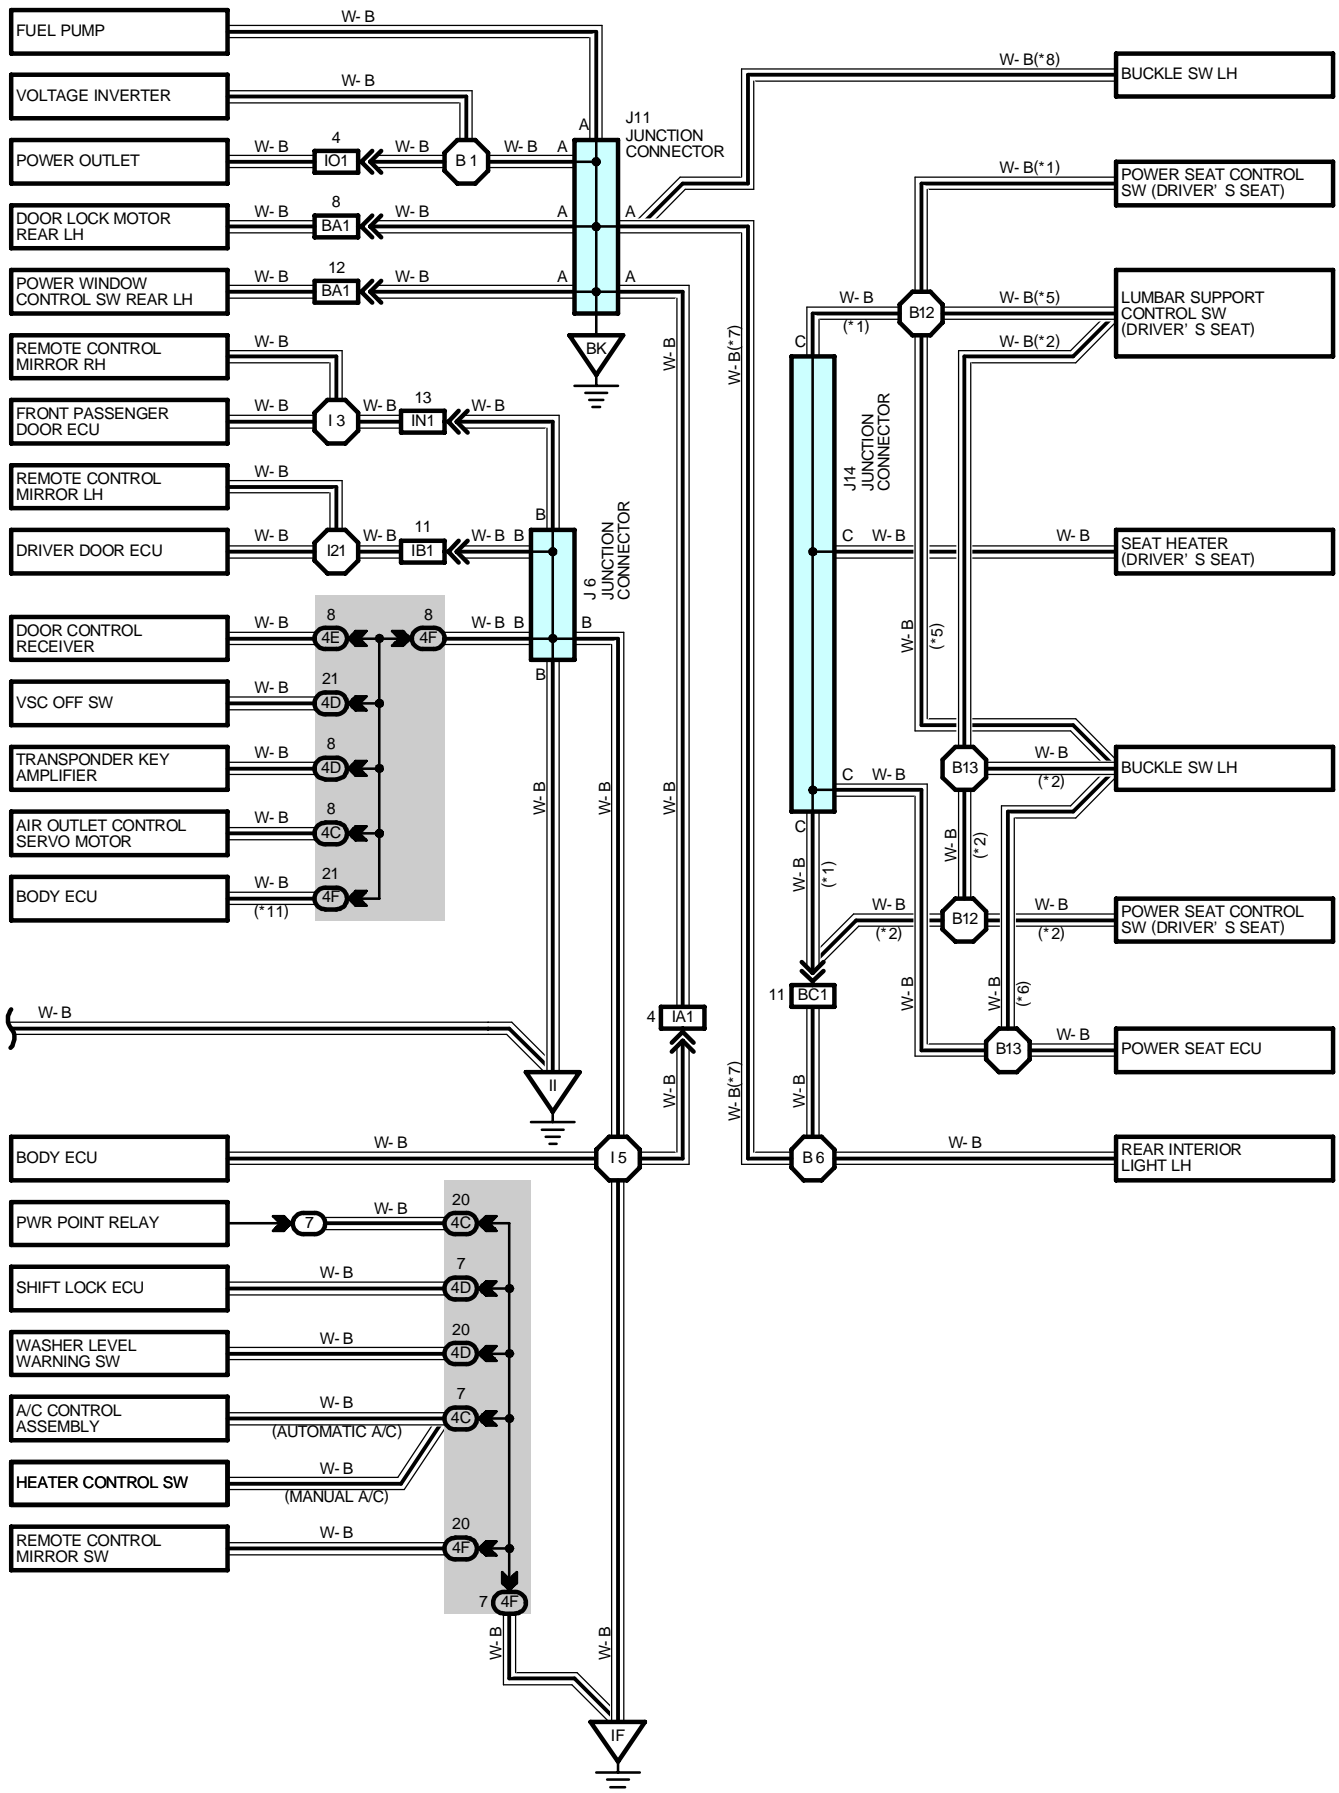 FUEL PUMP
W- B
VOLTAGE INVERTER
W- B
POWER OUTLET
W- B
4
IO1
W- B
B 1
W- B
A
A
J11
JUNCTION
CONNECTOR
DOOR LOCK MOTOR
REAR LH
W- B
8
BA1
W- B
A
A
POWER WINDOW
CONTROL SW REAR LH
W- B
12
BA1
W- B
A
A
BK
REMOTE CONTROL
MIRROR RH
W- B
FRONT PASSENGER
DOOR ECU
W- B
I 3
W- B
13
IN1
W- B
REMOTE CONTROL
MIRROR LH
W- B
DRIVER DOOR ECU
W- B
I21
W- B
11
IB1
W- B
B
B
J 6
JUNCTION
CONNECTOR
DOOR CONTROL
RECEIVER
W- B
8
4E
8
4F
W- B
B
B
B
VSC OFF SW
W- B
21
4D
TRANSPONDER KEY
AMPLIFIER
W- B
8
4D
AIR OUTLET CONTROL
SERVO MOTOR
W- B
8
4C
BODY ECU
W- B
(*11)
21
4F
W- B
W- B
II
W- B
W- B
4
IA1
W- B
BODY ECU
W- B
I 5
PWR POINT RELAY
7
W- B
20
4C
SHIFT LOCK ECU
W- B
7
4D
WASHER LEVEL
WARNING SW
W- B
20
4D
A/C CONTROL
ASSEMBLY
W- B
(AUTOMATIC A/C)
7
4C
HEATER CONTROL SW
W- B
(MANUAL A/C)
REMOTE CONTROL
MIRROR SW
W- B
20
4F
7
4F
W- B
W- B
IF
W- B(*8)
BUCKLE SW LH
W- B(*1)
POWER SEAT CONTROL
SW (DRIVER' S SEAT)
W- B
(*1)
B12
W- B(*5)
W- B(*2)
LUMBAR SUPPORT
CONTROL SW
(DRIVER' S SEAT)
W- B(*7)
C
J14
JUNCTION
CONNECTOR
C
W- B
W- B
SEAT HEATER
(DRIVER' S SEAT)
W- B
(*5)
C
W- B
B13
W- B
(*2)
BUCKLE SW LH
C
W- B
(*1)
W- B
(*2)
W- B
(*2)
B12
W- B
(*2)
POWER SEAT CONTROL
SW (DRIVER' S SEAT)
11
BC1
W- B
W- B
(*6)
B13
W- B
POWER SEAT ECU
W- B(*7)
W- B
B 6
W- B
REAR INTERIOR
LIGHT LH